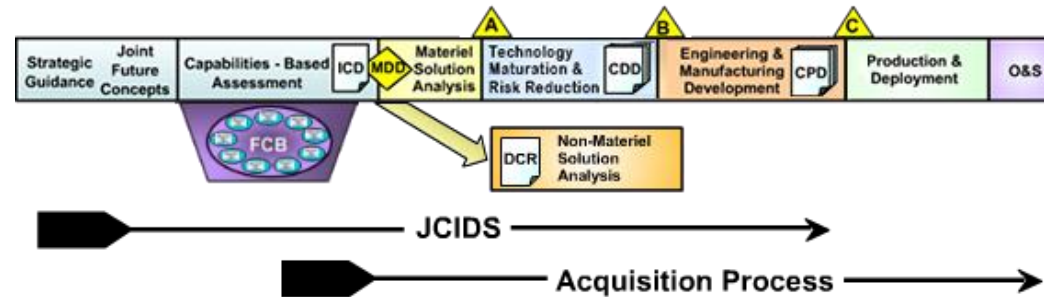 A
B
C
Strategic
Guidance
Joint
Future
Concepts
Capabilities - Based
Assessment
ICD
MDD
Materiel
Solution
Analysis
Technology
Maturation &
Risk Reduction
CDD
Engineering &
Manufacturing
Development
CPD
Production &
Deployment
O&S
FCB
DCR
Non-Materiel
Solution
Analysis
JCIDS
Acquisition Process